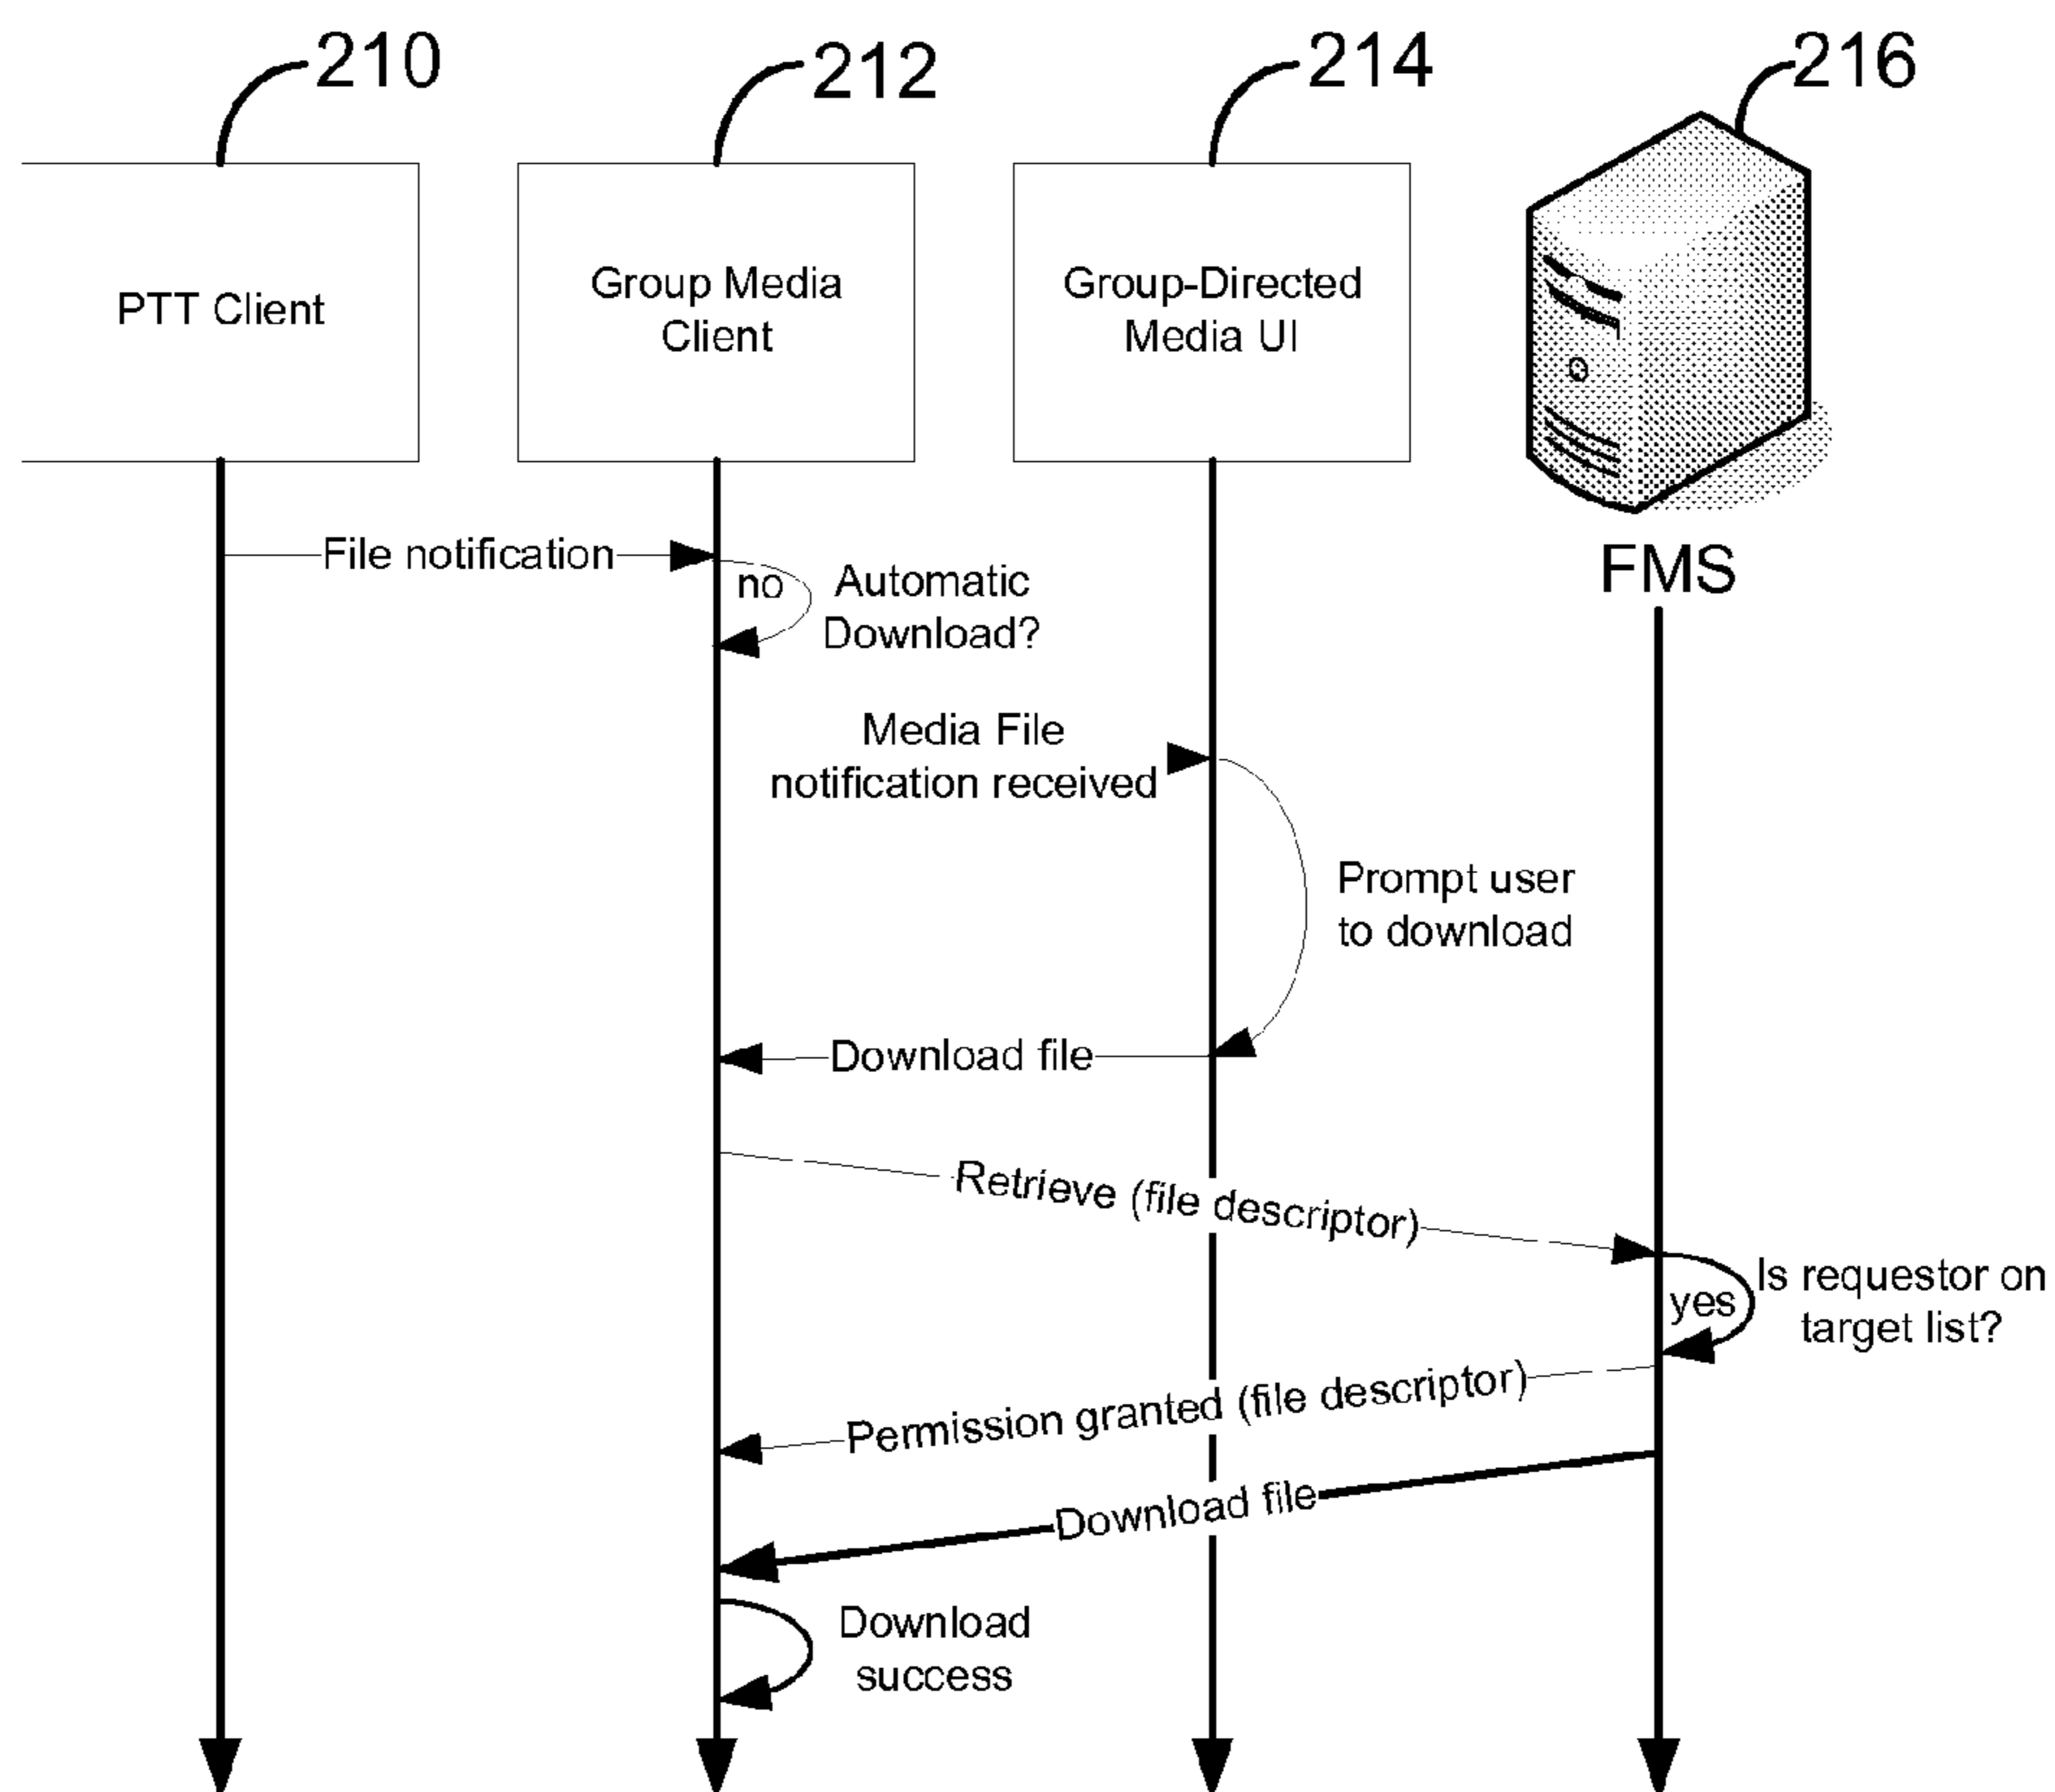 210
212
214
216
PTT Client
Group Media
Client
Group-Directed
Media UI
FMS
File notification
no
Automatic
Download?
Media File
notification received
Prompt user
to download
Download file
Retrieve (file descriptor)
Is requestor on
target list?
yes
Permission granted (file descriptor)
Download file
Download
success